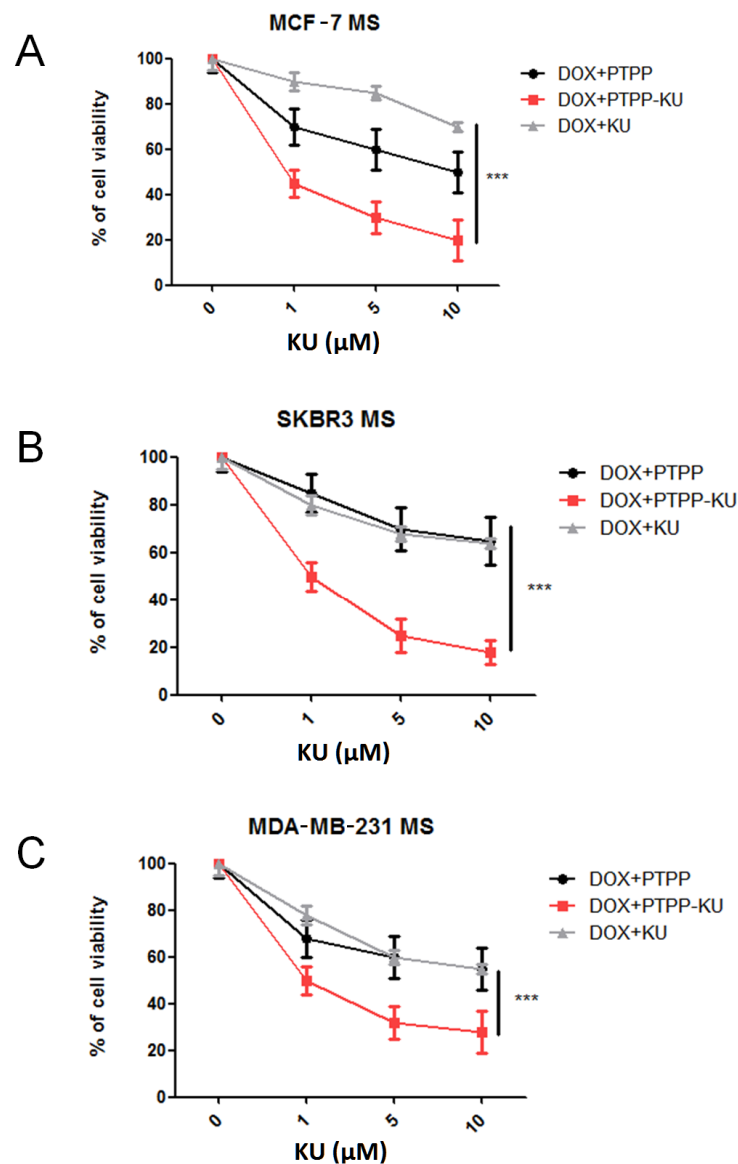 A
MCF-7 MS
% of cell viability
100
80
60
40
20
0
0
1
5
10
KU (μM)
DOX+PTPP
DOX+PTPP-KU
DOX+KU
***
B
SKBR3 MS
% of cell viability
100
80
60
40
20
0
0
1
5
10
KU (μM)
DOX+PTPP
DOX+PTPP-KU
DOX+KU
***
C
MDA-MB-231 MS
% of cell viability
100
80
60
40
20
0
0
1
5
10
KU (μM)
DOX+PTPP
DOX+PTPP-KU
DOX+KU
***